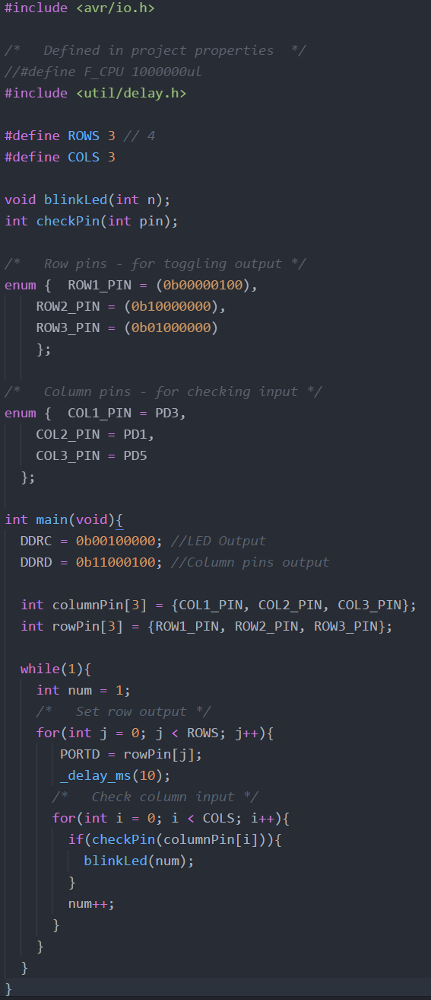 #include <avr/io.h>
/*   Defined in project properties  */
//#define F_CPU 1000000ul
#include <util/delay.h>
#define ROWS 3 // 4
#define COLS 3
void blinkLed(int n);
int checkPin(int pin);
/*   Row pins - for toggling output */
enum {  ROW1_PIN = (0b00000100),
    ROW2_PIN = (0b10000000),
    ROW3_PIN = (0b01000000)
    };
/*   Column pins - for checking input */
enum {  COL1_PIN = PD3,
    COL2_PIN = PD1,
    COL3_PIN = PD5
  };
int main(void){
  DDRC = 0b00100000; //LED Output
  DDRD = 0b11000100; //Column pins output
  int columnPin[3] = {COL1_PIN, COL2_PIN, COL3_PIN};
  int rowPin[3] = {ROW1_PIN, ROW2_PIN, ROW3_PIN};
  while(1){
    int num = 1;
    /*   Set row output */
    for(int j = 0; j < ROWS; j++){
       PORTD = rowPin[j];
       _delay_ms(10);
      /*   Check column input */
      for(int i = 0; i < COLS; i++){
        if(checkPin(columnPin[i])){
          blinkLed(num);
        }
        num++;
      }
    }
  }
}